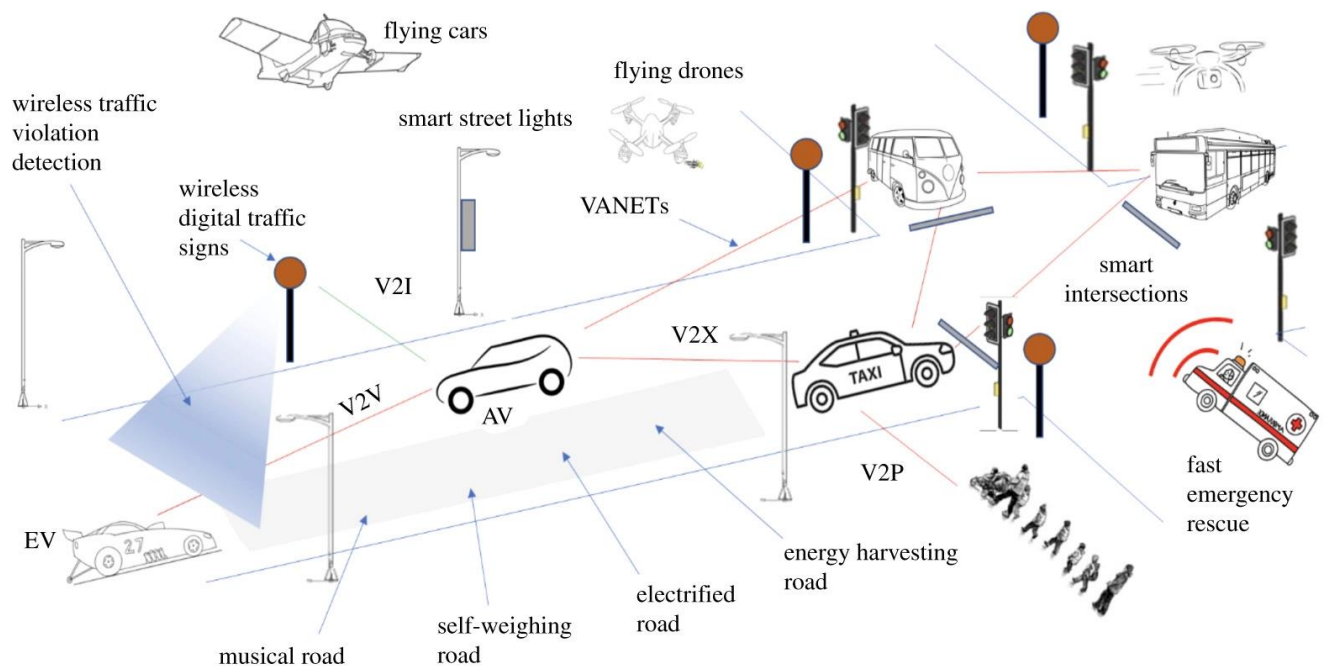 flying cars
flying drones
wireless traffic
violation
detection
smart street lights
wireless
digital traffic
signs
VANETs
V2I
smart
intersections
V2X
V2V
TAXI
AV
V2P
fast
emergency
rescue
EV
27
energy harvesting
road
electrified
road
self-weighing
road
musical road
AMBULANCE